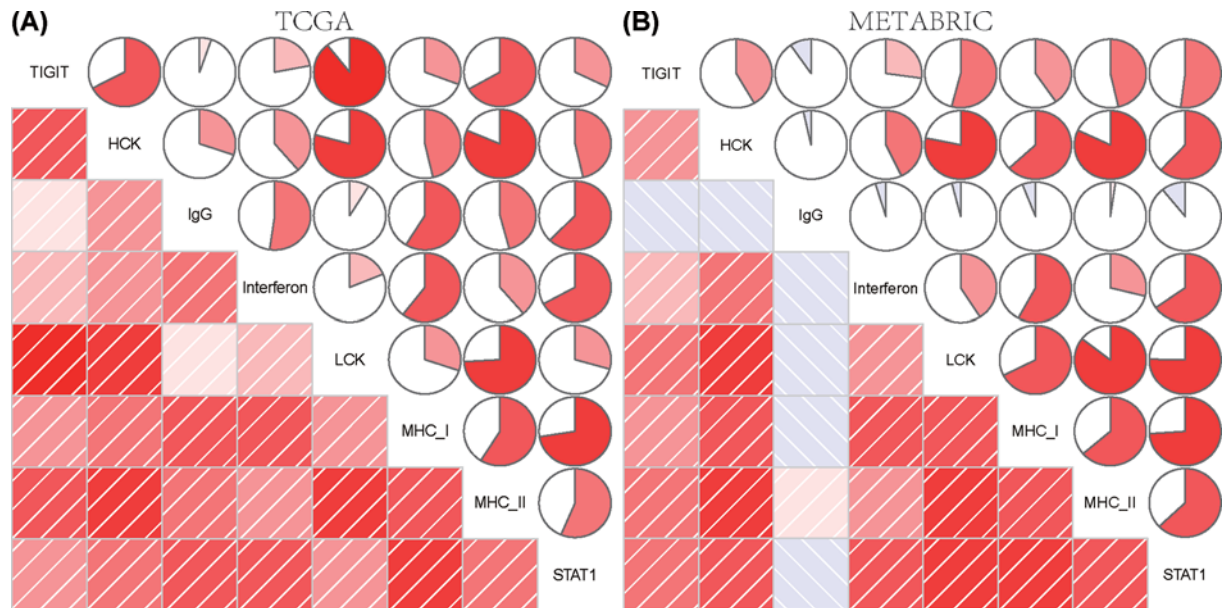 (A) TCGA
TIGIT
HCK
IgG
Interferon
LCK
MHC_I
MHC_II
STAT1
(B) METABRIC
TIGIT
HCK
IgG
Interferon
LCK
MHC_I
MHC_II
STAT1